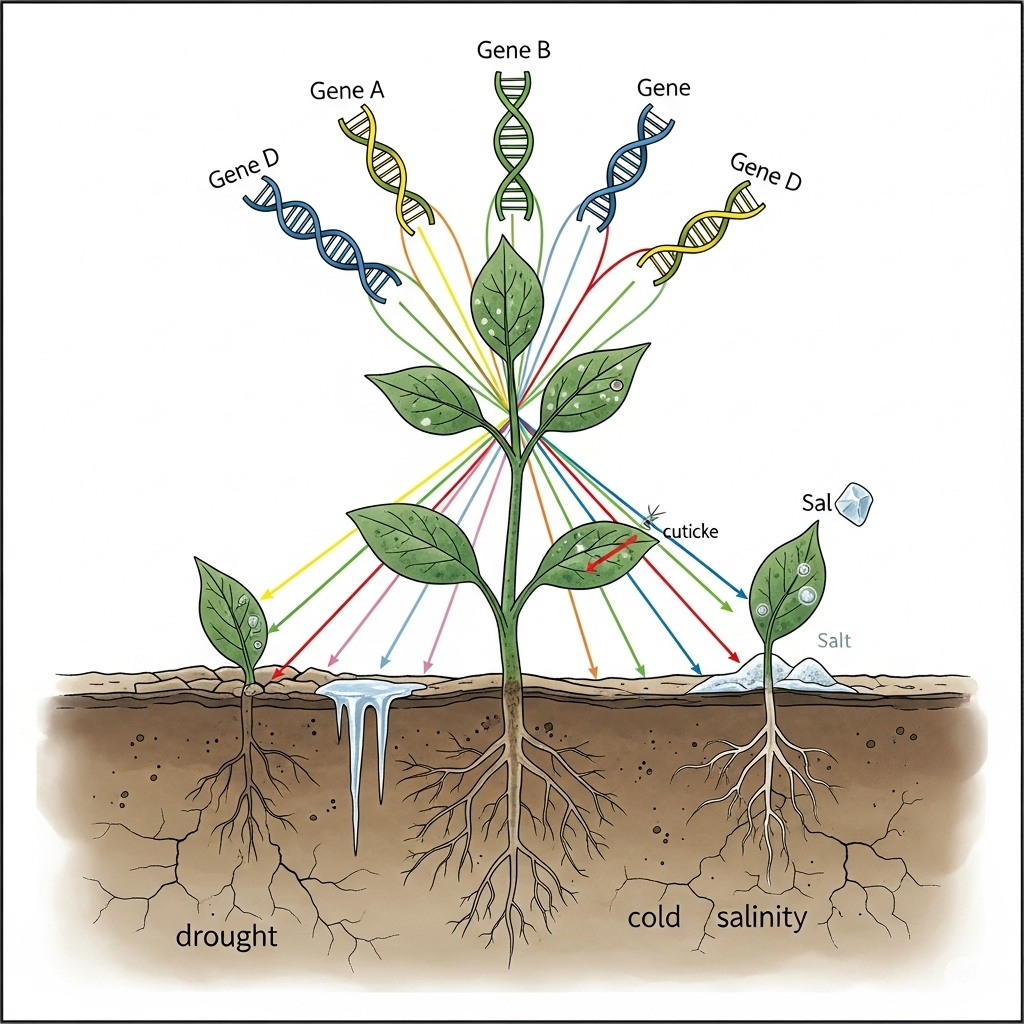 Gene B
Gene A
Gene
Gene D
Gene D
Sal
cuticke
Salt
drought
cold
salinity